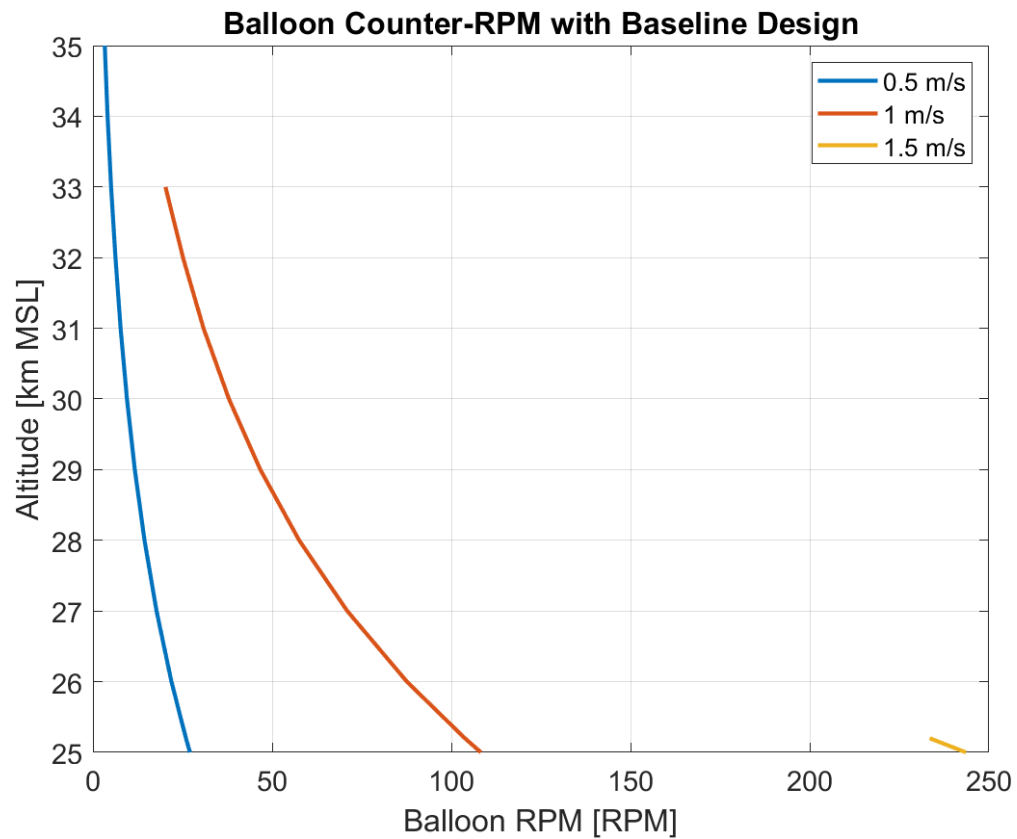 Balloon Counter-RPM with Baseline Design
35
34
33
32
31
30
29
28
27
26
25
Altitude [km MSL]
0.5 m/s
1 m/s
1.5 m/s
0 50 100 150 200 250
Balloon RPM [RPM]